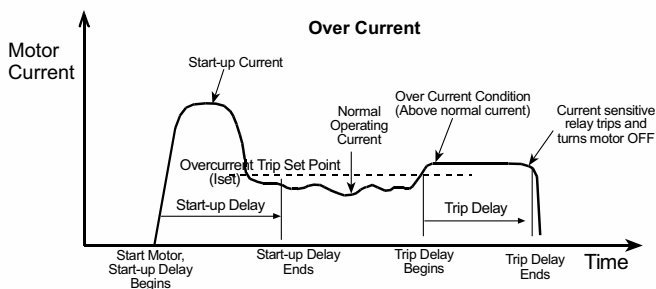 Over Current
Motor
Current
Start-up Current
Normal
Operating
Current
Over Current Condition
(Above normal current)
Current sensitive
relay trips and
turns motor OFF
Overcurrent Trip Set Point
(Iset)
Start-up Delay
Trip Delay
Start Motor,
Start-up Delay
Begins
Start-up Delay
Ends
Trip Delay
Begins
Trip Delay
Ends
Time